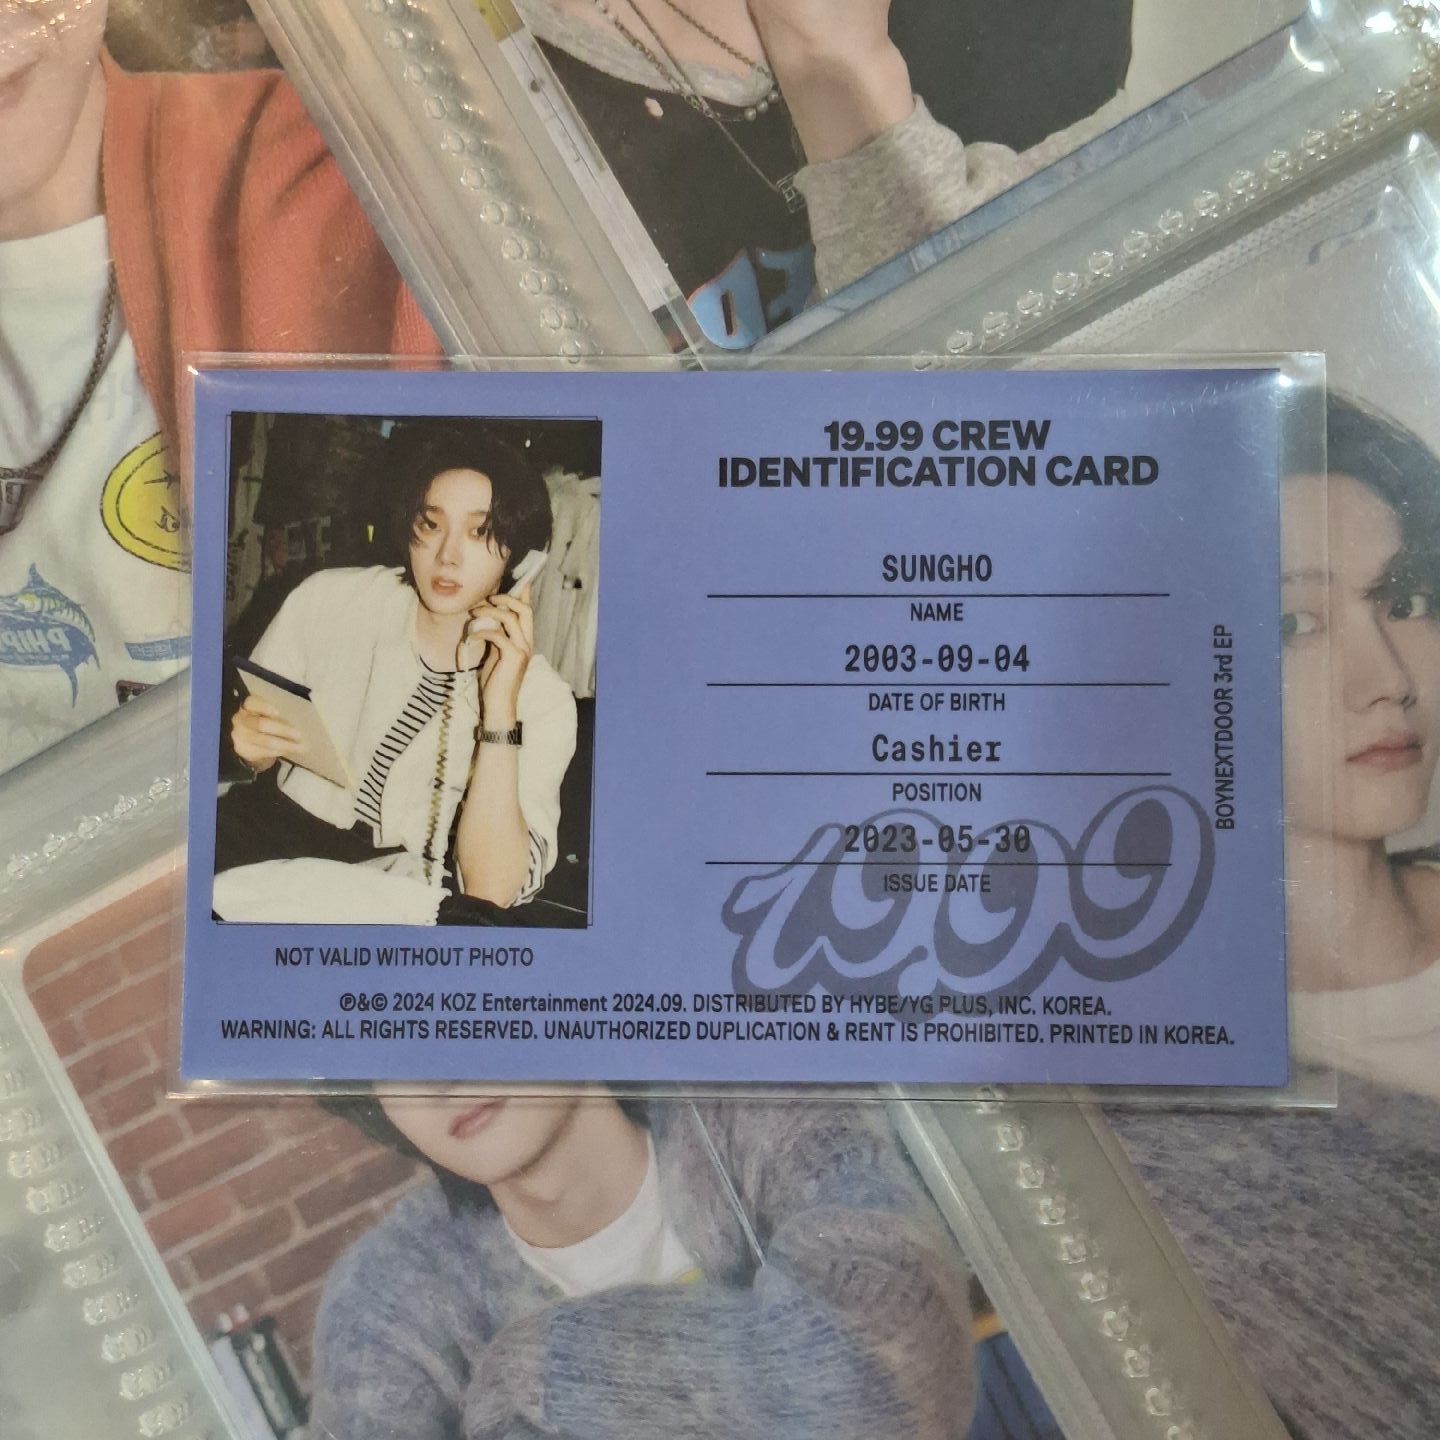 19.99 CREW
IDENTIFICATION CARD
SUNGHO
NAME
2003-09-04
DATE OF BIRTH
Cashier
POSITION
2023-05-30
ISSUE DATE
19.99
BOYNEXTDOOR 3rd EP
NOT VALID WITHOUT PHOTO
℗&© 2024 KOZ Entertainment 2024.09. DISTRIBUTED BY HYBE/YG PLUS, INC. KOREA.
WARNING: ALL RIGHTS RESERVED. UNAUTHORIZED DUPLICATION & RENT IS PROHIBITED. PRINTED IN KOREA.